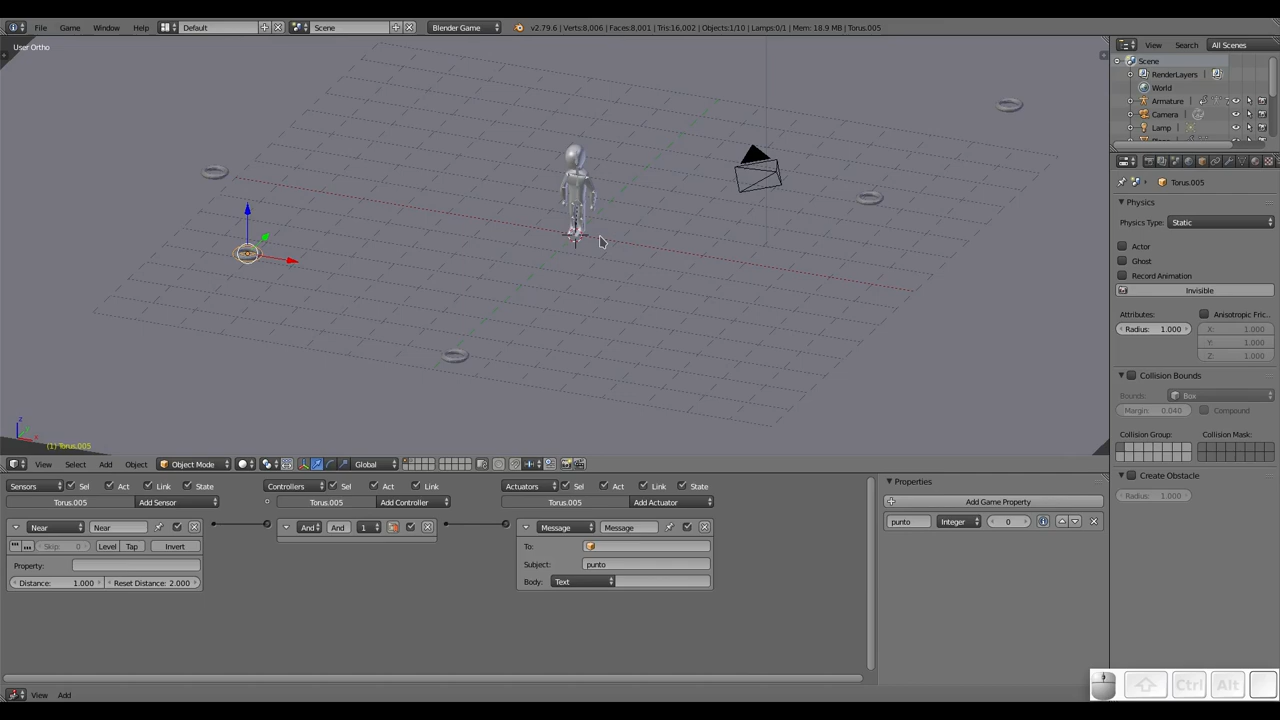 File Game Window Help Default Scene Blender Game v2.79.6 | Verts:8,006 | Faces:8,001 | Tris:16,002 | Objects:1/10 | Lamps:0/1 | Mem: 18.9 MB | Torus.005
User Ortho
View Search All Scenes
Scene
RenderLayers
World
Armature
Camera
Lamp
Torus.005
Physics
Physics Type: Static
Actor
Ghost
Record Animation
Invisible
Attributes: Anisotropic Fric..
Radius: 1.000 X: 1.000
Y: 1.000
Z: 1.000
Collision Bounds
Bounds: Box
Margin: 0.040 Compound
Collision Group: Collision Mask:
Create Obstacle
Radius: 1.000
z
x
(1) Torus.005
View Select Add Object Object Mode Global
Sensors Sel Act Link State Controllers Sel Act Link Actuators Sel Act Link State
Torus.005 Add Sensor Torus.005 Add Controller Torus.005 Add Actuator
Near Near And And 1 Message Message
Skip: 0 Level Tap Invert
Property:
Distance: 1.000 Reset Distance: 2.000
To:
Subject: punto
Body: Text
Properties
Add Game Property
punto Integer 0
View Add
Ctrl Alt